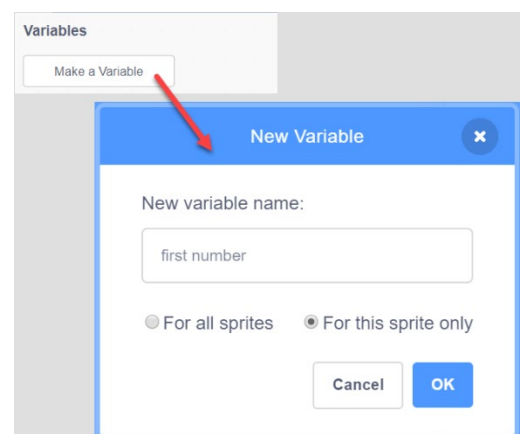 Variables
Make a Variable
New Variable
New variable name:
first number
For all sprites For this sprite only
Cancel OK